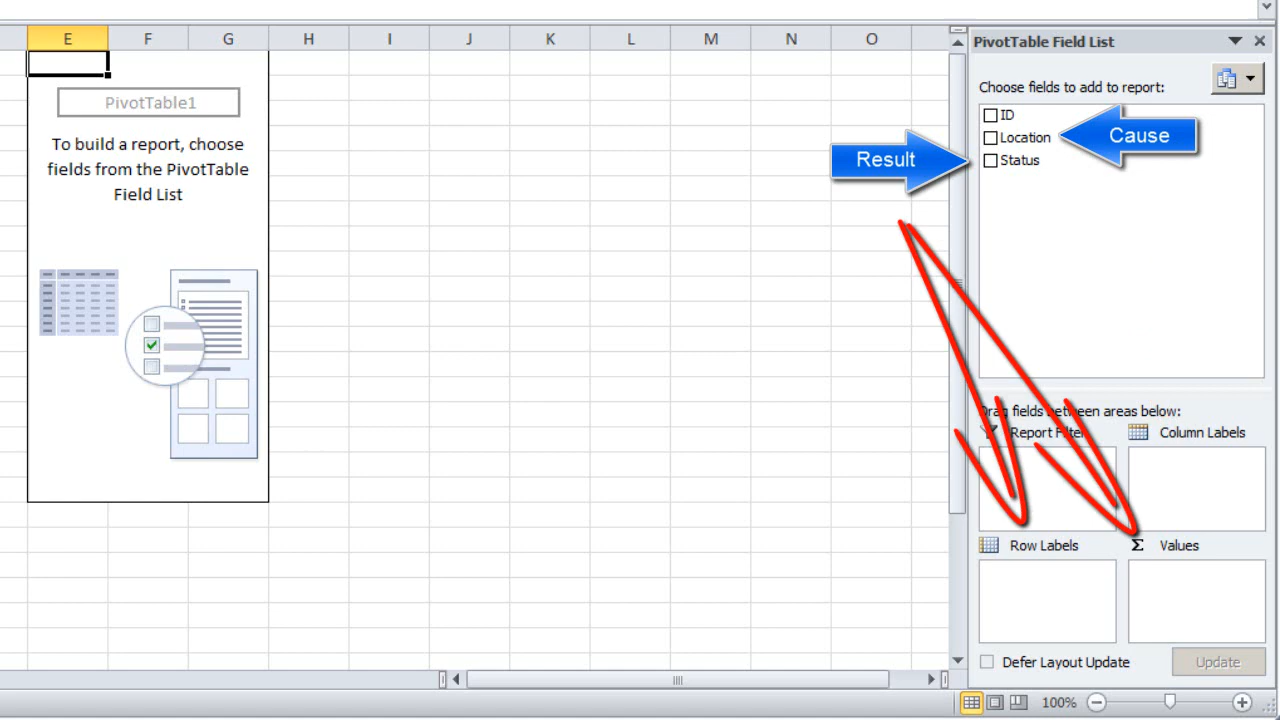 E F G H I J K L M N O
PivotTable Field List
PivotTable1
Choose fields to add to report:
To build a report, choose
fields from the PivotTable
Field List
ID
Location
Status
Cause
Result
Drag fields between areas below:
Report Filter
Column Labels
Row Labels
Σ Values
Defer Layout Update
Update
100%